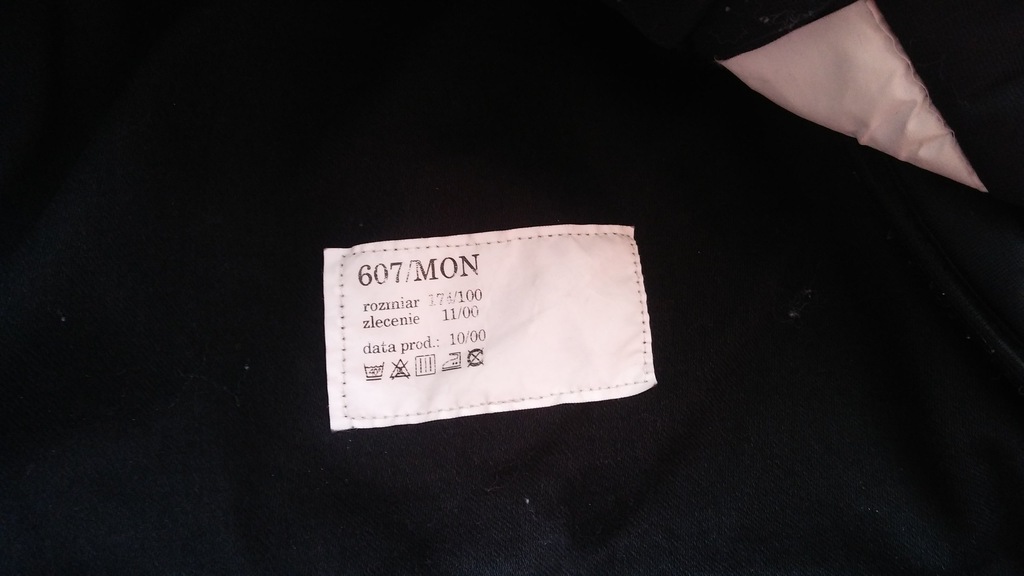 607/MON
rozmiar 174/100
zlecenie 11/00
data prod.: 10/00